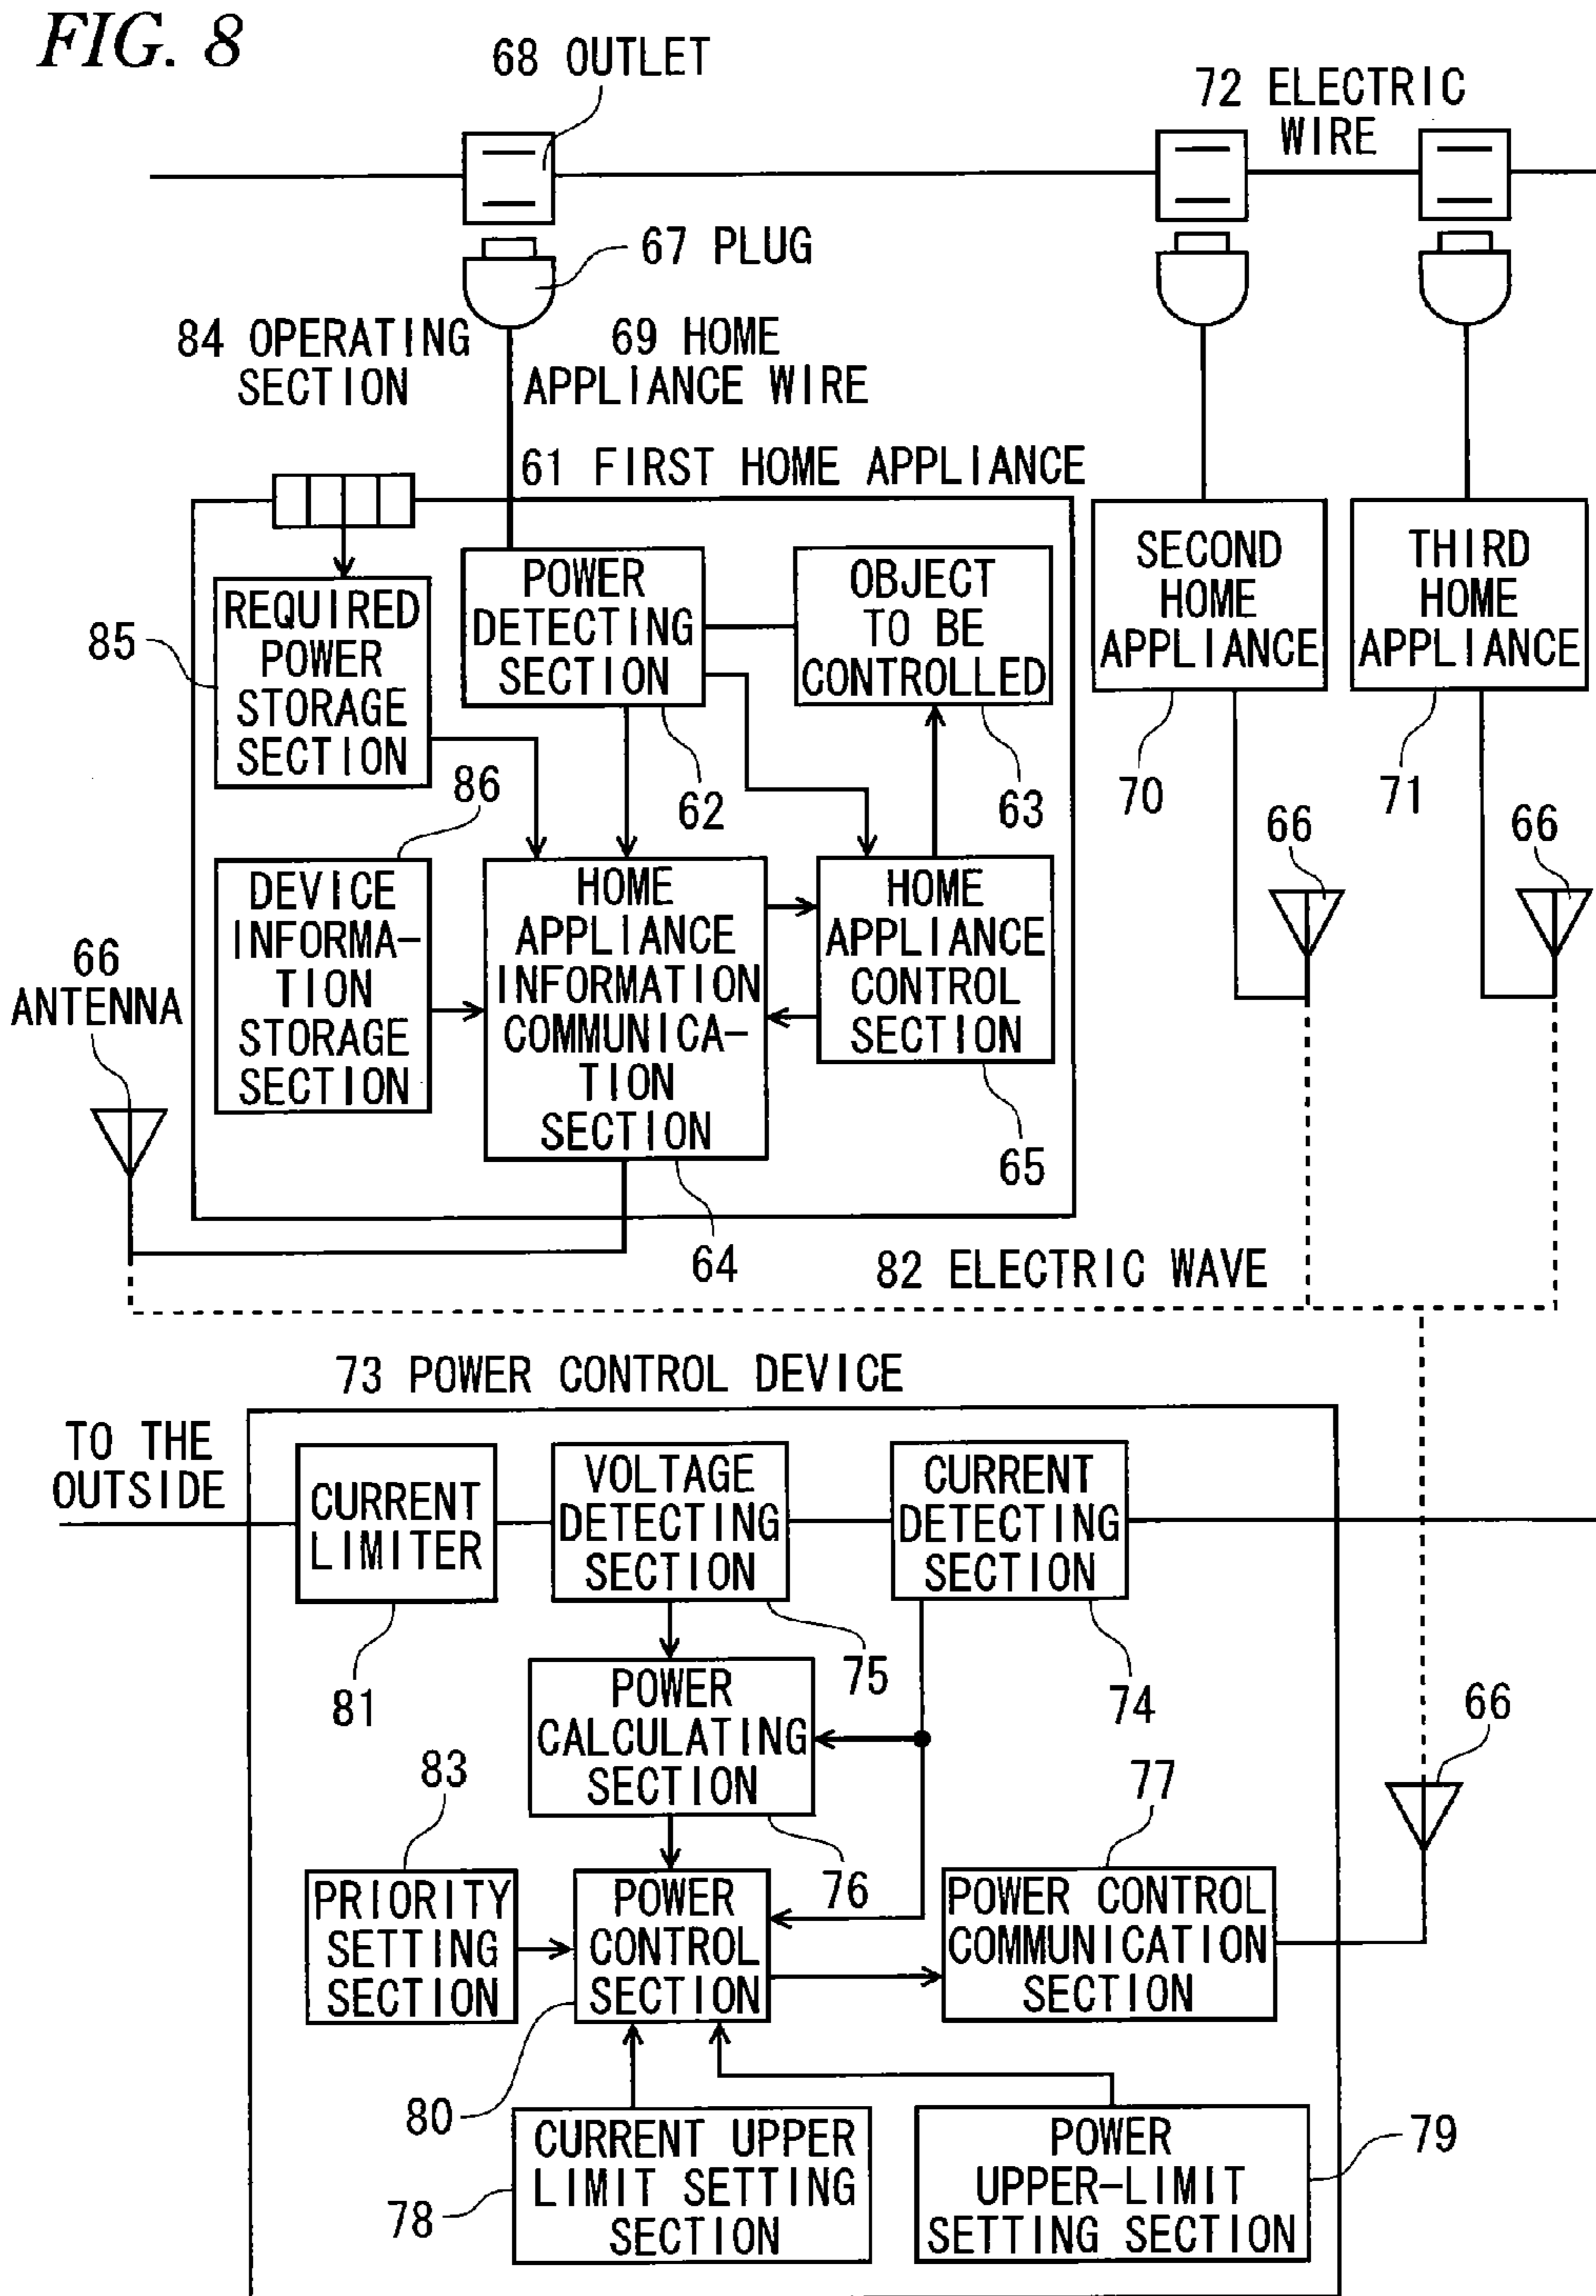 FIG. 8
68 OUTLET
72 ELECTRIC
WIRE
67 PLUG
84 OPERATING
SECTION
69 HOME
APPLIANCE WIRE
61 FIRST HOME APPLIANCE
REQUIRED
POWER
STORAGE
SECTION
85
POWER
DETECTING
SECTION
62
OBJECT
TO BE
CONTROLLED
63
SECOND
HOME
APPLIANCE
70
THIRD
HOME
APPLIANCE
71
86
DEVICE
INFORMA-
TION
STORAGE
SECTION
HOME
APPLIANCE
INFORMATION
COMMUNICA-
TION
SECTION
64
HOME
APPLIANCE
CONTROL
SECTION
65
66
66
66
ANTENNA
82 ELECTRIC WAVE
73 POWER CONTROL DEVICE
TO THE
OUTSIDE
CURRENT
LIMITER
81
VOLTAGE
DETECTING
SECTION
75
CURRENT
DETECTING
SECTION
74
POWER
CALCULATING
SECTION
76
66
83
PRIORITY
SETTING
SECTION
POWER
CONTROL
SECTION
80
77
POWER CONTROL
COMMUNICATION
SECTION
CURRENT UPPER
LIMIT SETTING
SECTION
78
POWER
UPPER-LIMIT
SETTING SECTION
79